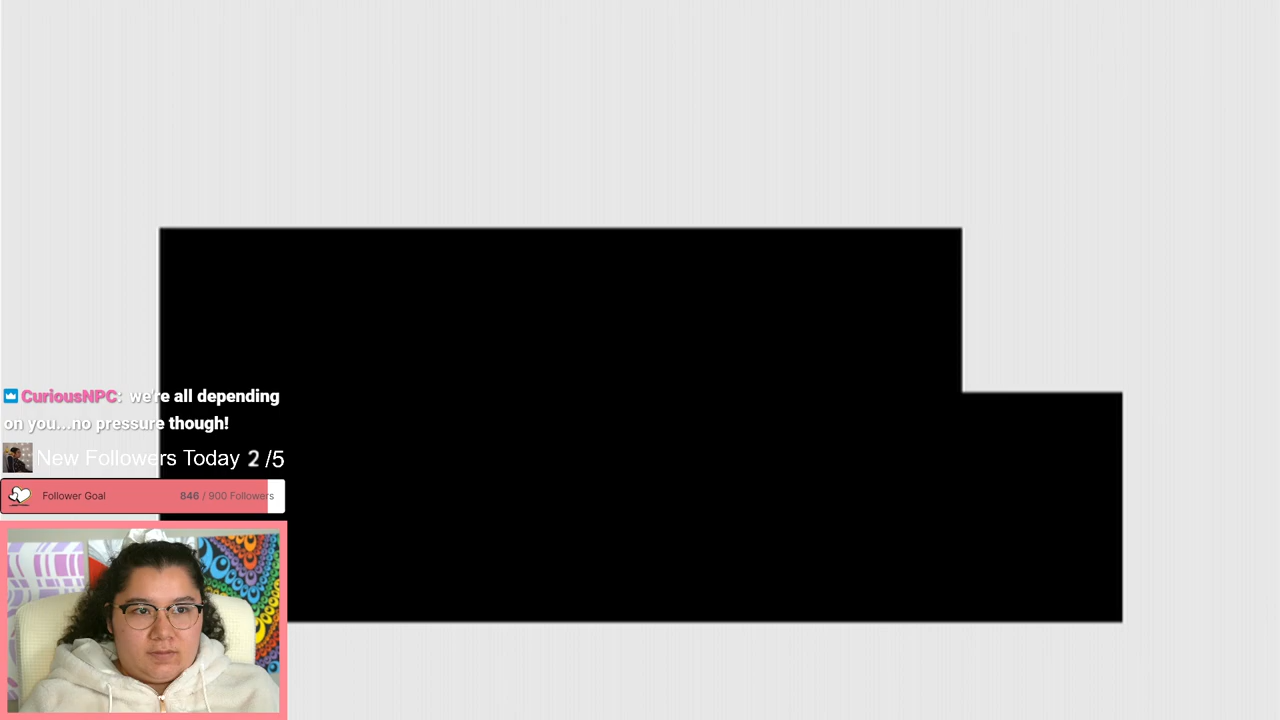 CuriousNPC: we're all depending
on you...no pressure though!
New Followers Today 2 /5
Follower Goal 846 / 900 Followers